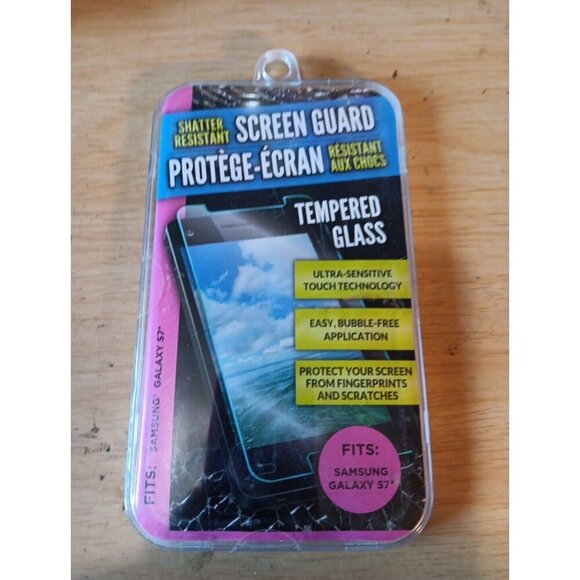 SHATTER
RESISTANT
SCREEN GUARD
PROTÈGE-ÉCRAN
RÉSISTANT
AUX CHOCS
TEMPERED
GLASS
ULTRA-SENSITIVE
TOUCH TECHNOLOGY
EASY, BUBBLE-FREE
APPLICATION
PROTECT YOUR SCREEN
FROM FINGERPRINTS
AND SCRATCHES
FITS:
SAMSUNG
GALAXY S7*
FITS: SAMSUNG* GALAXY S7*